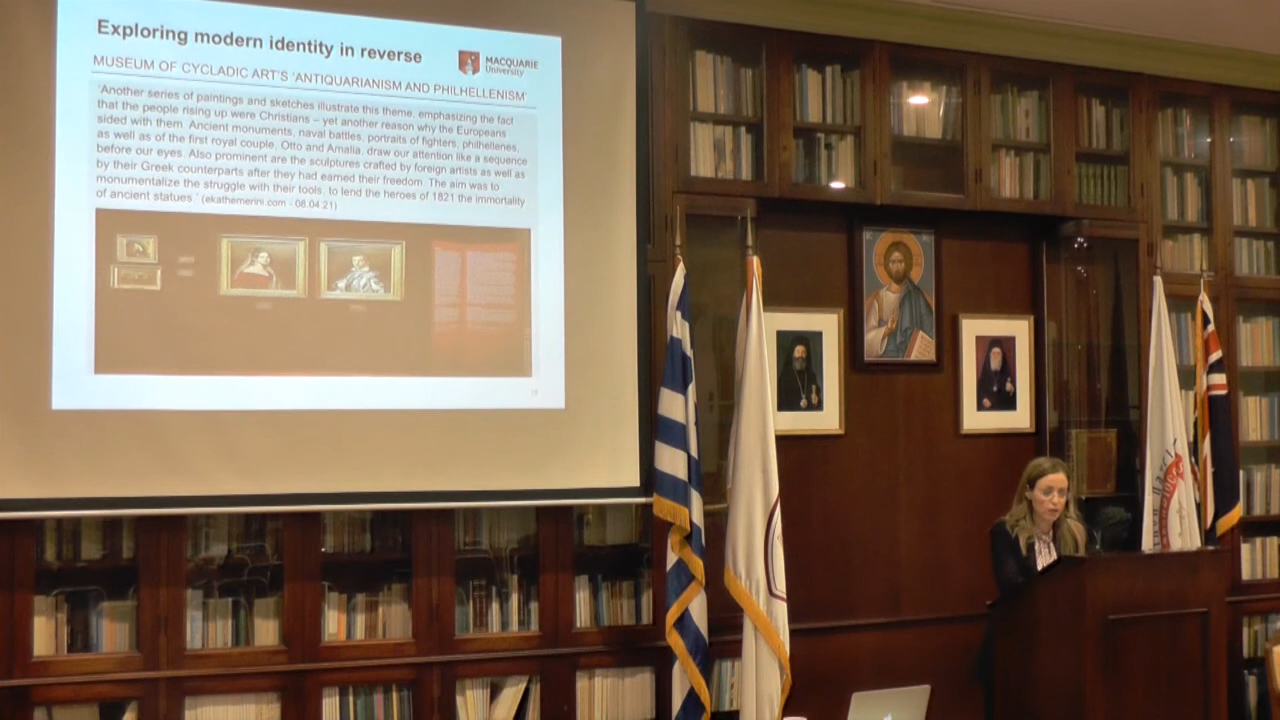 Exploring modern identity in reverse
MACQUARIE
University
MUSEUM OF CYCLADIC ART'S 'ANTIQUARIANISM AND PHILHELLENISM'
'Another series of paintings and sketches illustrate this theme, emphasizing the fact
that the people rising up were Christians – yet another reason why the Europeans
sided with them. Ancient monuments, naval battles, portraits of fighters, philhellenes,
as well as of the first royal couple, Otto and Amalia, draw our attention like a sequence
before our eyes. Also prominent are the sculptures crafted by foreign artists as well as
by their Greek counterparts after they had earned their freedom. The aim was to
monumentalize the struggle with their tools, to lend the heroes of 1821 the immortality
of ancient statues.' (ekathemerini.com - 08.04.21)